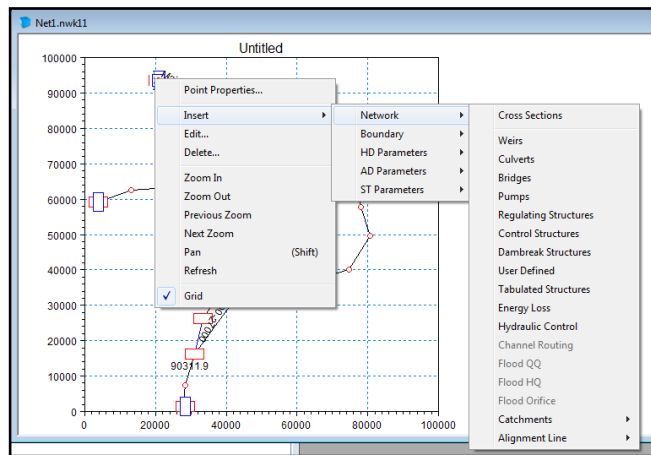 Net1.nwk11
Untitled
100000
90000
80000
70000
60000
50000
40000
30000
20000
10000
0
0 20000 40000 60000 80000 100000
90311.9
Point Properties...
Insert
Edit...
Delete...
Zoom In
Zoom Out
Previous Zoom
Next Zoom
Pan (Shift)
Refresh
Grid
Network
Boundary
HD Parameters
AD Parameters
ST Parameters
Cross Sections
Weirs
Culverts
Bridges
Pumps
Regulating Structures
Control Structures
Dambreak Structures
User Defined
Tabulated Structures
Energy Loss
Hydraulic Control
Channel Routing
Flood QQ
Flood HQ
Flood Orifice
Catchments
Alignment Line